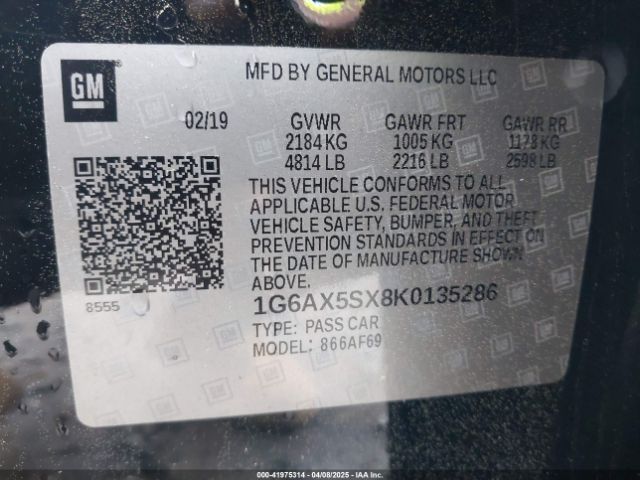 GM
MFD BY GENERAL MOTORS LLC
02/19 GVWR GAWR FRT GAWR RR
2184 KG 1005 KG 1178 KG
4814 LB 2216 LB 2598 LB
THIS VEHICLE CONFORMS TO ALL
APPLICABLE U.S. FEDERAL MOTOR
VEHICLE SAFETY, BUMPER, AND THEFT
PREVENTION STANDARDS IN EFFECT ON
THE DATE OF MANUFACTURE SHOWN
ABOVE.
8555
1G6AX5SX8K0135286
TYPE: PASS CAR
MODEL: 866AF69
000-41975314 | 04/08/2025 | IAA Inc.